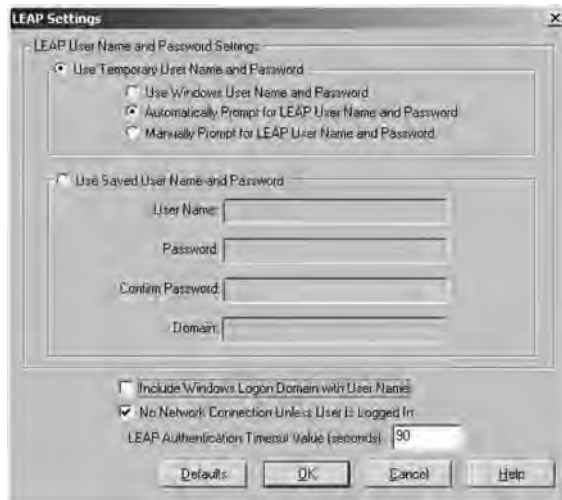 LEAP Settings
LEAP User Name and Password Settings
Use Temporary User Name and Password
Use Windows User Name and Password
Automatically Prompt for LEAP User Name and Password
Manually Prompt for LEAP User Name and Password
Use Saved User Name and Password
User Name:
Password:
Confirm Password:
Domain:
Include Windows Logon Domain with User Name
No Network Connection Unless User Is Logged In
LEAP Authentication Timeout Value (seconds) 90
Defaults OK Cancel Help